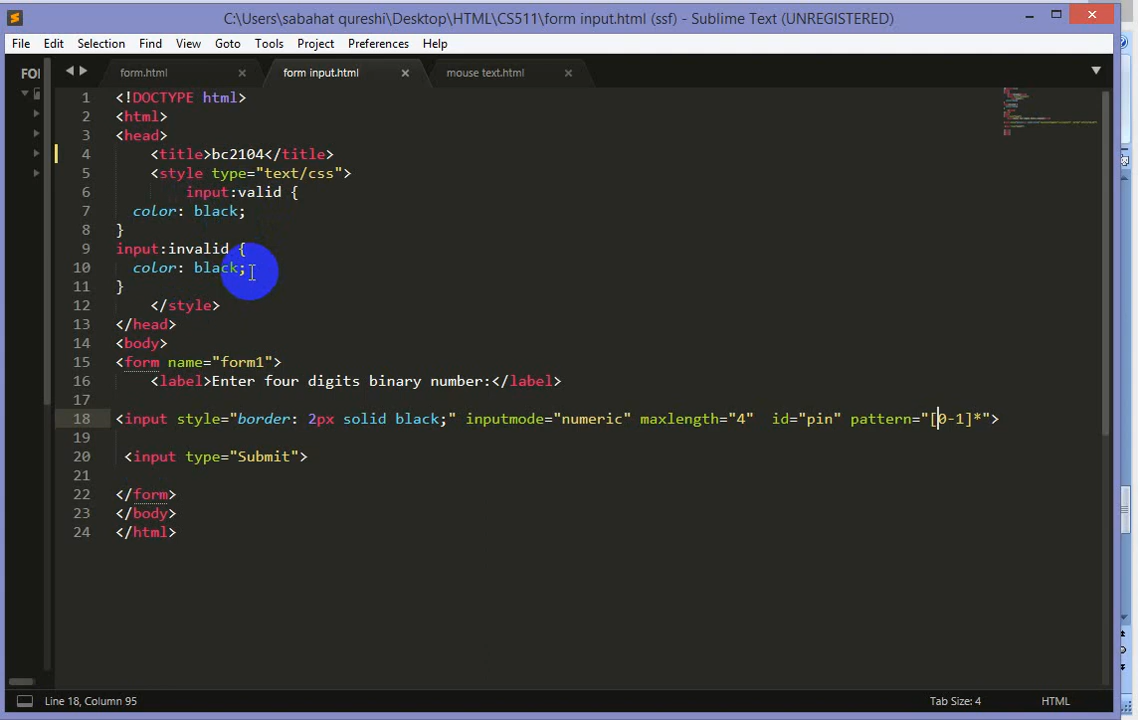 C:\Users\sabahat qureshi\Desktop\HTML\CS511\form input.html (ssf) - Sublime Text (UNREGISTERED)
File Edit Selection Find View Goto Tools Project Preferences Help
FOI form.html form input.html mouse text.html
1 <!DOCTYPE html>
2 <html>
3 <head>
4 <title>bc2104</title>
5 <style type="text/css">
6 input:valid {
7 color: black;
8 }
9 input:invalid {
10 color: black;
11 }
12 </style>
13 </head>
14 <body>
15 <form name="form1">
16 <label>Enter four digits binary number:</label>
17
18 <input style="border: 2px solid black;" inputmode="numeric" maxlength="4"  id="pin" pattern="[0-1]*">
19
20 <input type="Submit">
21
22 </form>
23 </body>
24 </html>
Line 18, Column 95 Tab Size: 4 HTML